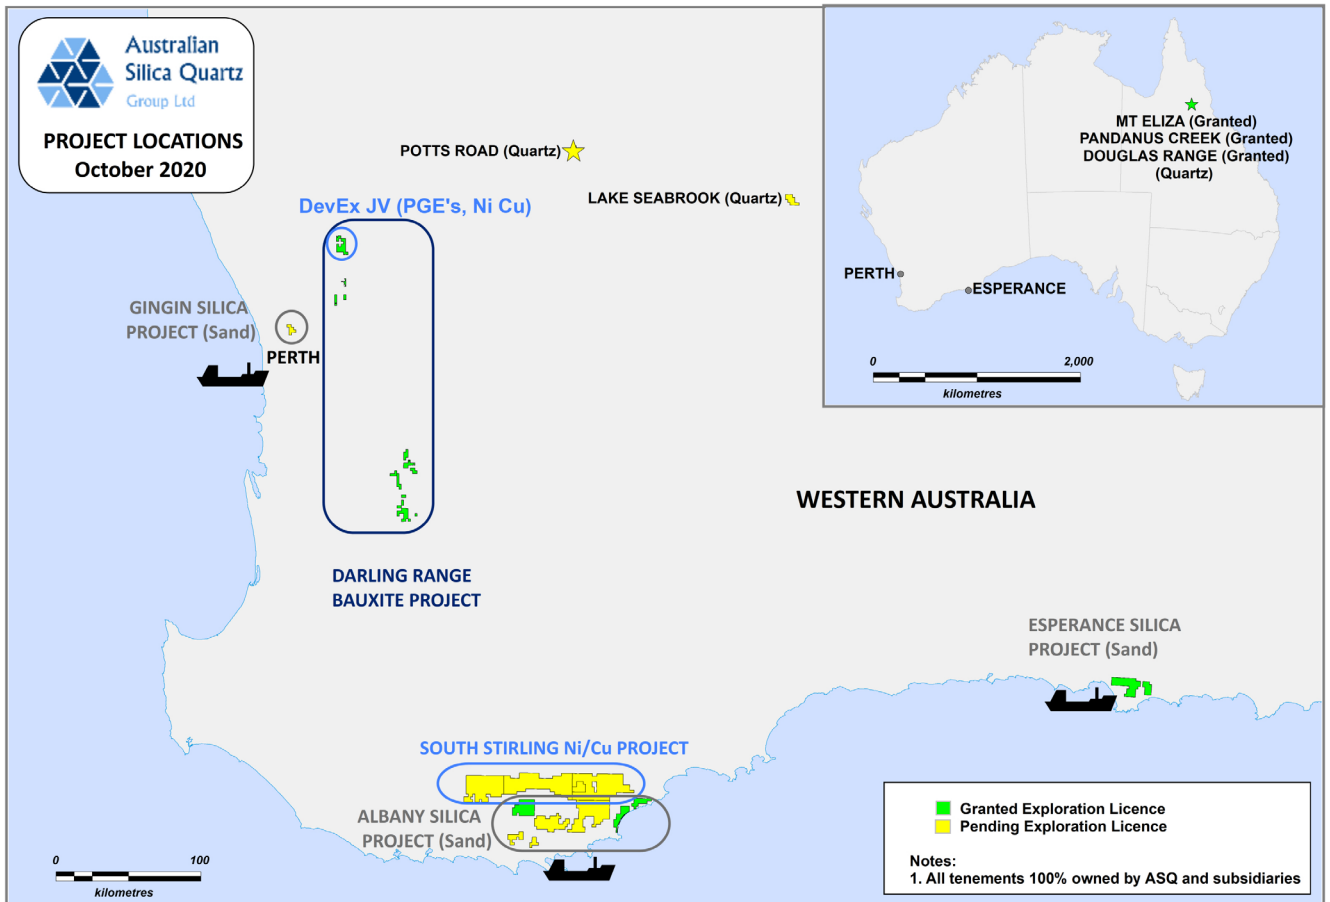 Australian
Silica Quartz
Group Ltd
PROJECT LOCATIONS
October 2020
POTTS ROAD (Quartz)
LAKE SEABROOK (Quartz)
DevEx JV (PGE's, Ni Cu)
GINGIN SILICA
PROJECT (Sand)
PERTH
DARLING RANGE
BAUXITE PROJECT
WESTERN AUSTRALIA
ESPERANCE SILICA
PROJECT (Sand)
SOUTH STIRLING Ni/Cu PROJECT
ALBANY SILICA
PROJECT (Sand)
0 100
kilometres
MT ELIZA (Granted)
PANDANUS CREEK (Granted)
DOUGLAS RANGE (Granted)
(Quartz)
PERTH
ESPERANCE
0 2,000
kilometres
Granted Exploration Licence
Pending Exploration Licence
Notes:
1. All tenements 100% owned by ASQ and subsidiaries